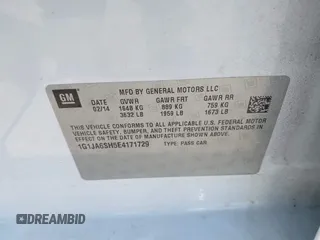 GM
MFD BY GENERAL MOTORS LLC
DATE GVWR GAWR FRT GAWR RR
02/14 1648 KG 889 KG 759 KG
3632 LB 1959 LB 1673 LB
THIS VEHICLE CONFORMS TO ALL APPLICABLE U.S. FEDERAL MOTOR
VEHICLE SAFETY, BUMPER, AND THEFT PREVENTION STANDARDS IN
EFFECT ON THE DATE OF MANUFACTURE SHOWN ABOVE.
1G1JA6SH5E4171729 TYPE: PASS CAR
DREAMBID